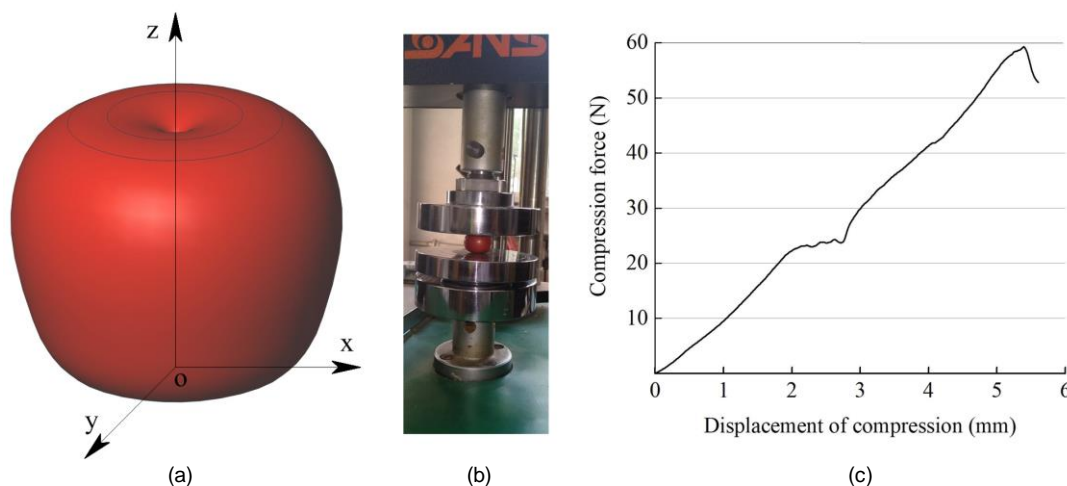 z
x
o
y
(a)
SANS
(b)
Compression force (N)
60
50
40
30
20
10
0
1
2
3
4
5
6
Displacement of compression (mm)
(c)